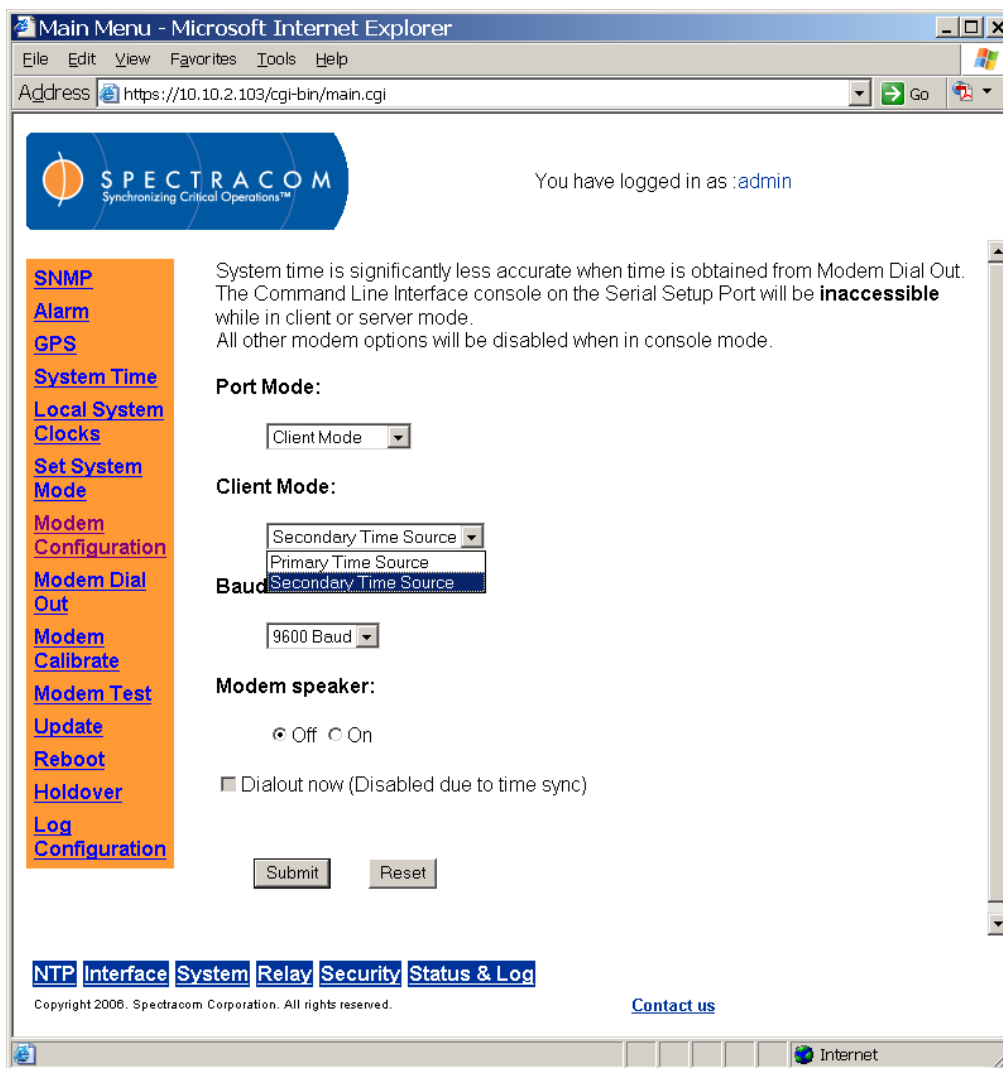 Main Menu - Microsoft Internet Explorer
File Edit View Favorites Tools Help
Address https://10.10.2.103/cgi-bin/main.cgi Go
SPECTRACOM
Synchronizing Critical Operations™
You have logged in as :admin
SNMP
Alarm
GPS
System Time
Local System
Clocks
Set System
Mode
Modem
Configuration
Modem Dial
Out
Modem
Calibrate
Modem Test
Update
Reboot
Holdover
Log
Configuration
System time is significantly less accurate when time is obtained from Modem Dial Out.
The Command Line Interface console on the Serial Setup Port will be inaccessible
while in client or server mode.
All other modem options will be disabled when in console mode.
Port Mode:
Client Mode
Client Mode:
Secondary Time Source
Primary Time Source
Secondary Time Source
Baud
9600 Baud
Modem speaker:
Off On
Dialout now (Disabled due to time sync)
Submit Reset
NTP Interface System Relay Security Status & Log
Copyright 2006. Spectracom Corporation. All rights reserved.
Contact us
Internet